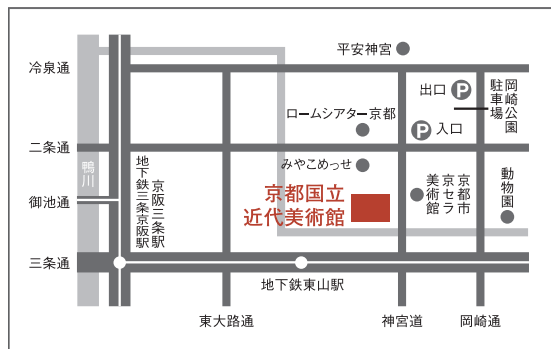 平安神宮
冷泉通
出口
P
岡崎公園
駐車場
ロームシアター京都
P
入口
二条通
みやこめっせ
鴨川
京都国立
近代美術館
京都市
京セラ
美術館
動物園
御池通
京阪三条駅
地下鉄三条京阪駅
三条通
地下鉄東山駅
東大路通
神宮道
岡崎通